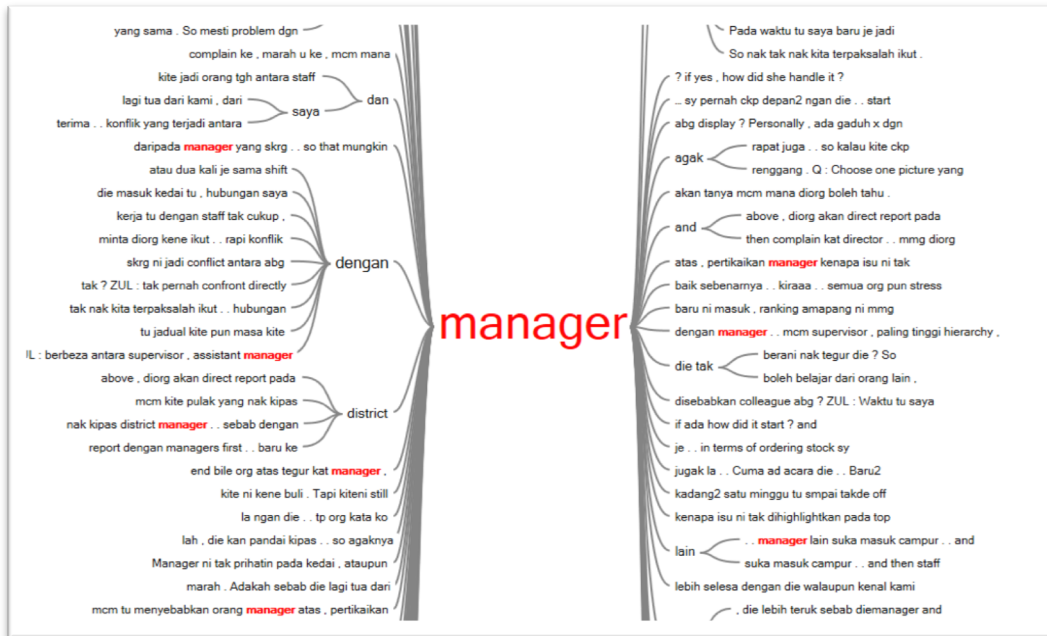 yang sama . So mesti problem dgn
complain ke , marah u ke , mcm mana
kite jadi orang tgh antara staff
dan
lagi tua dari kami , dari
saya
terima . . konflik yang terjadi antara
daripada manager yang skrg . . so that mungkin
atau dua kali je sama shift
die masuk kedai tu , hubungan saya
kerja tu dengan staff tak cukup ,
minta diorg kene ikut . . rapi konflik
skrg ni jadi conflict antara abg
dengan
tak ? ZUL : tak pernah confront directly
tak nak kita terpaksalah ikut . . hubungan
tu jadual kite pun masa kite
L : berbeza antara supervisor , assistant manager
above , diorg akan direct report pada
mcm kite pulak yang nak kipas
district
nak kipas district manager . . sebab dengan
report dengan managers first . . baru ke
end bile org atas tegur kat manager ,
kite ni kene buli . Tapi kiteni still
la ngan die . . tp org kata ko
lah , die kan pandai kipas . . so agaknya
Manager ni tak prihatin pada kedai , ataupun
marah . Adakah sebab die lagi tua dari
mcm tu menyebabkan orang manager atas , pertikaikan
manager
Pada waktu tu saya baru je jadi
So nak tak nak kita terpaksalah ikut .
? if yes , how did she handle it ?
... sy pernah ckp depan2 ngan die . . start
abg display ? Personally , ada gaduh x dgn
agak
rapat juga . . so kalau kite ckp
renggang . Q : Choose one picture yang
akan tanya mcm mana diorg boleh tahu .
and
above , diorg akan direct report pada
then complain kat director . . mmg diorg
atas , pertikaikan manager kenapa isu ni tak
baik sebenarnya . . kiraaa . . semua org pun stress
baru ni masuk , ranking amapang ni mmg
dengan manager . . mcm supervisor , paling tinggi hierarchy ,
die tak
berani nak tegur die ? So
boleh belajar dari orang lain ,
disebabkan colleague abg ? ZUL : Waktu tu saya
if ada how did it start ? and
je . . in terms of ordering stock sy
jugak la . . Cuma ad acara die . . Baru2
kadang2 satu minggu tu smpai takde off
kenapa isu ni tak dihighlightkan pada top
lain
. . manager lain suka masuk campur . . and
suka masuk campur . . and then staff
lebih selesa dengan die walaupun kenal kami
, die lebih teruk sebab diemanager and